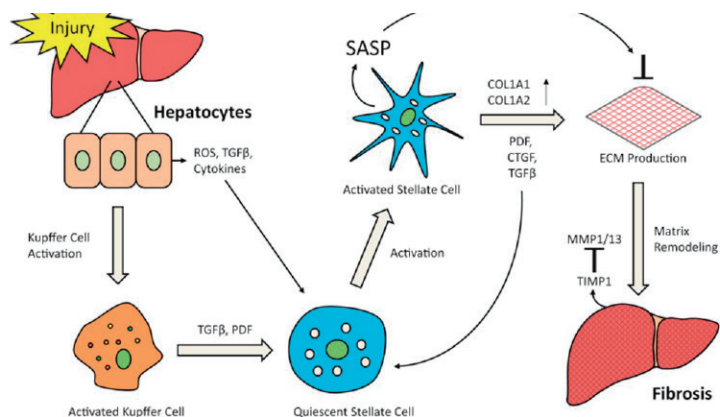 Injury
Hepatocytes
ROS, TGFβ,
Cytokines
Kupffer Cell
Activation
Activated Kupffer Cell
TGFβ, PDF
Quiescent Stellate Cell
Activation
SASP
Activated Stellate Cell
COL1A1
COL1A2
PDF,
CTGF,
TGFβ
ECM Production
Matrix
Remodeling
MMP1/13
TIMP1
Fibrosis